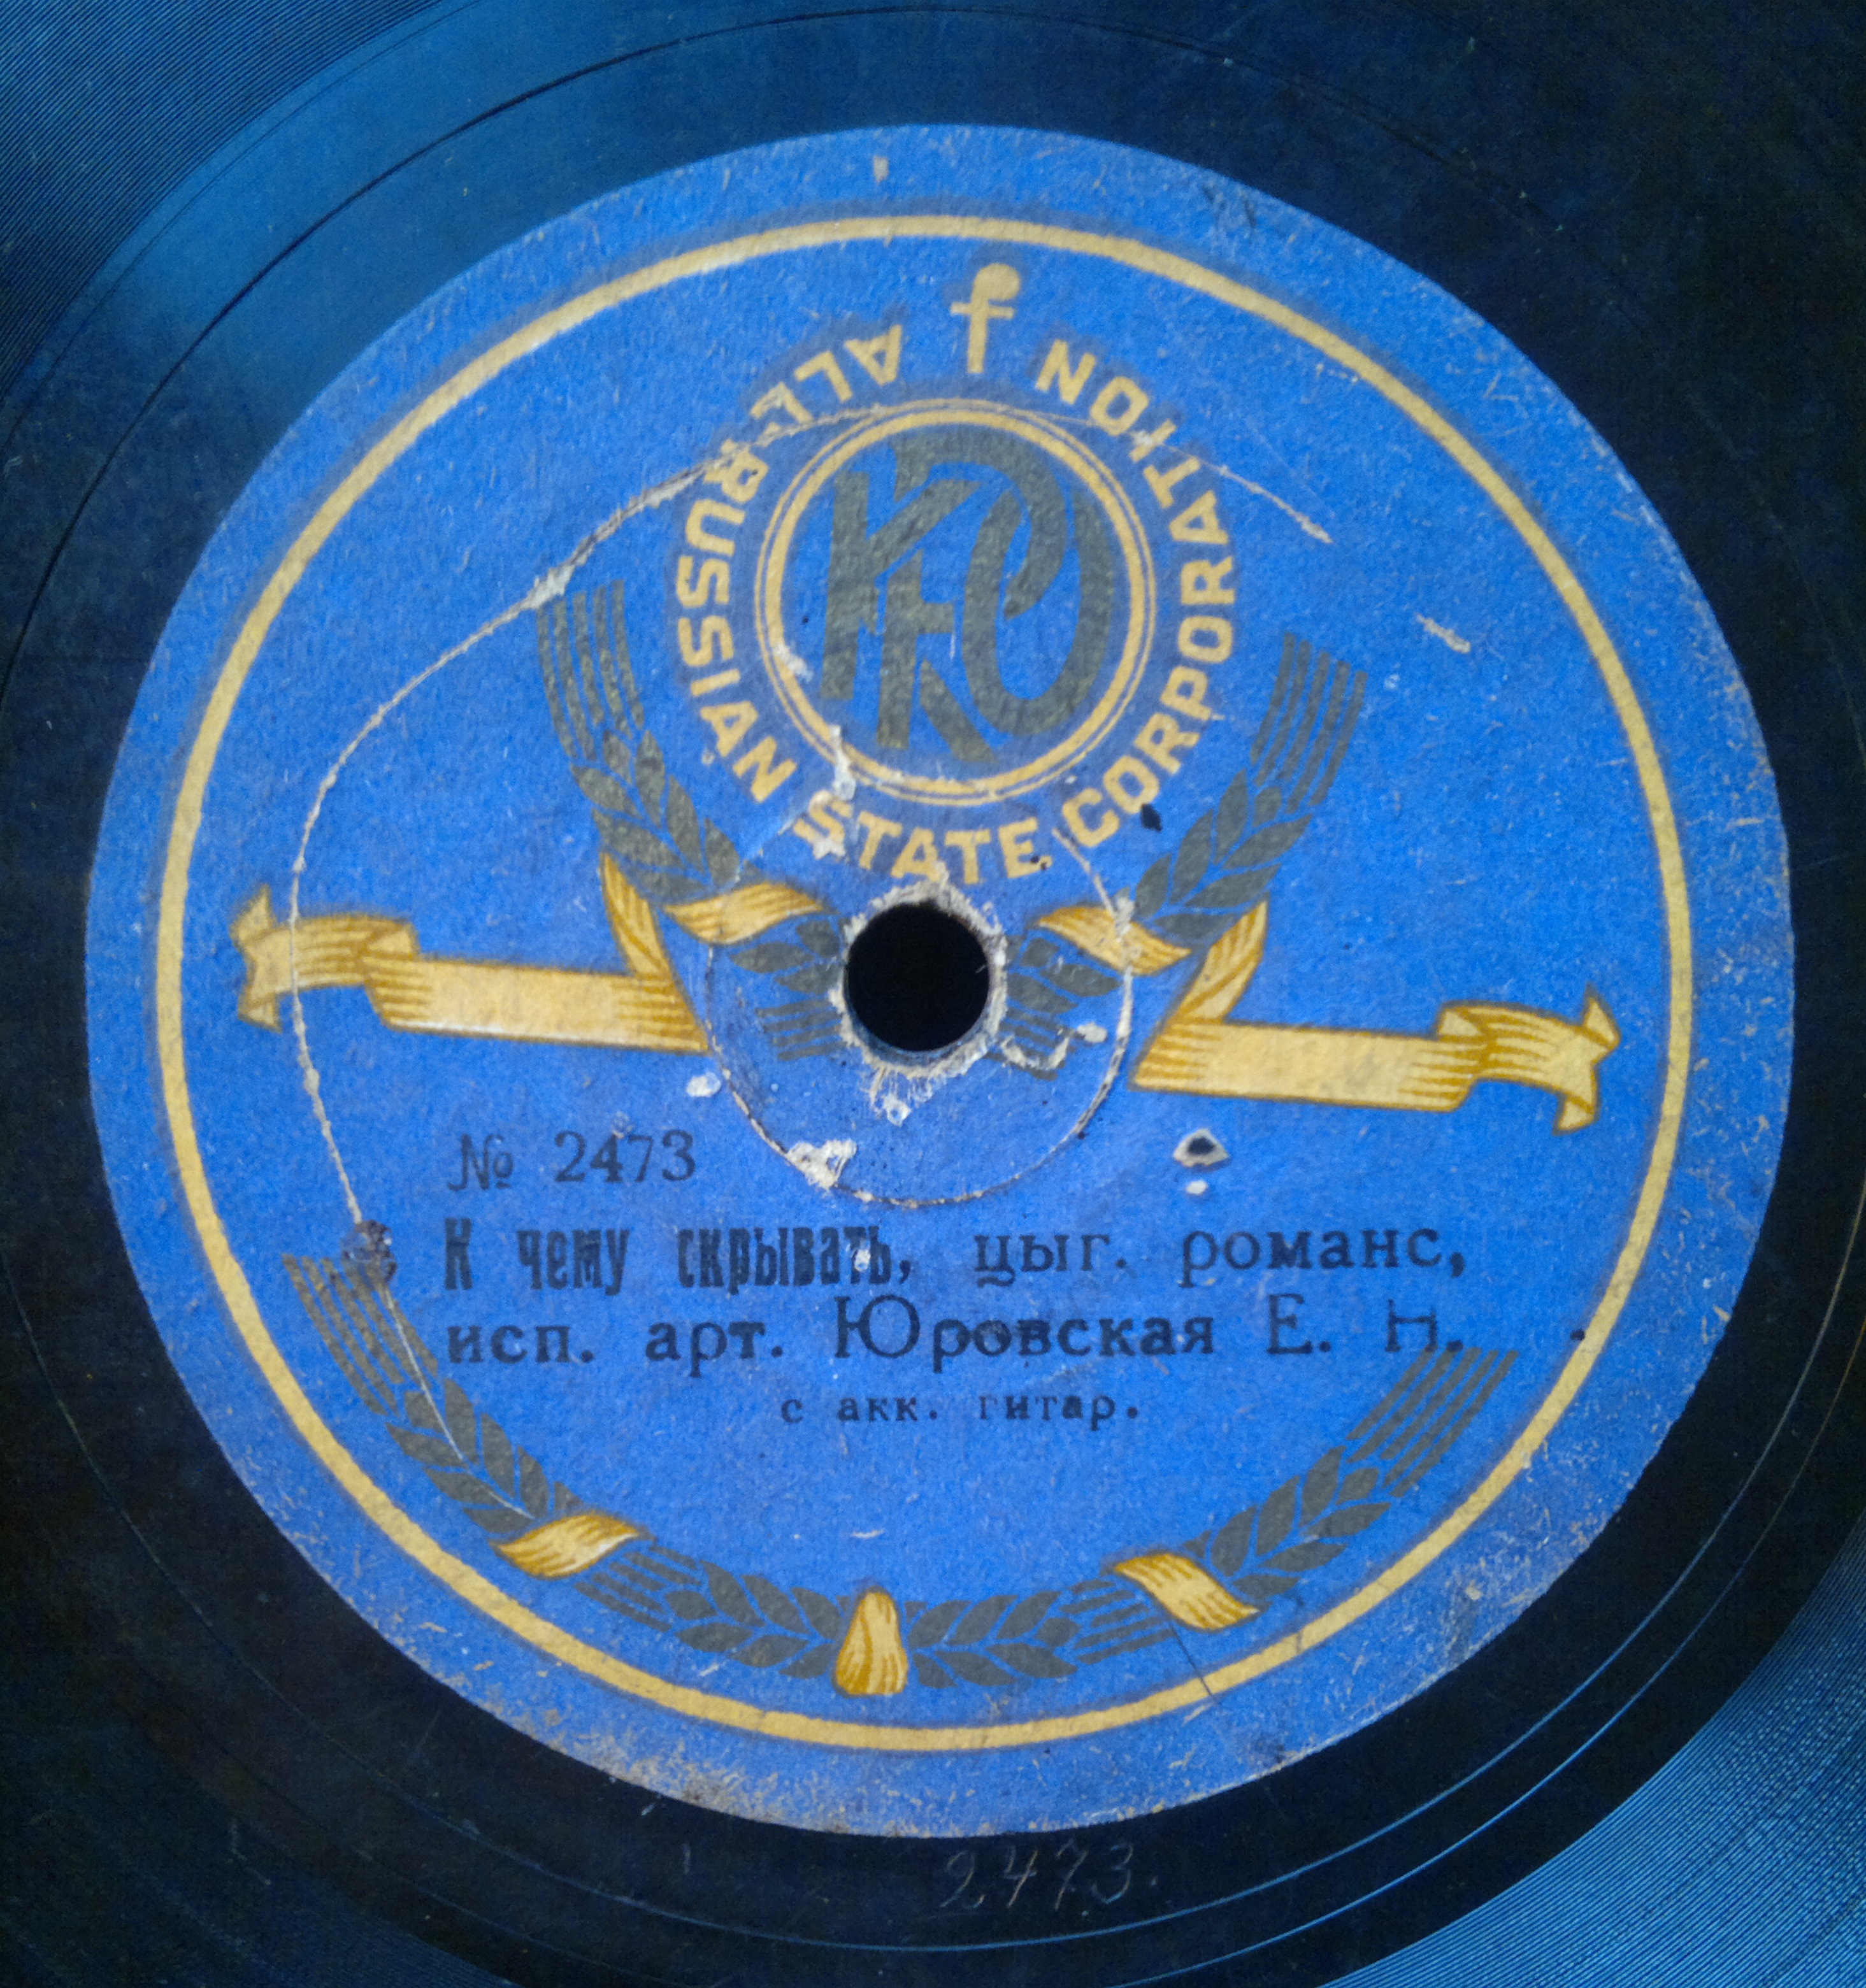 ALL-RUSSIAN STATE CORPORATION
№ 2473
К чему скрывать, цыг. романс,
исп. арт. Юровская Е. Н.
с акк. гитар.
2473.